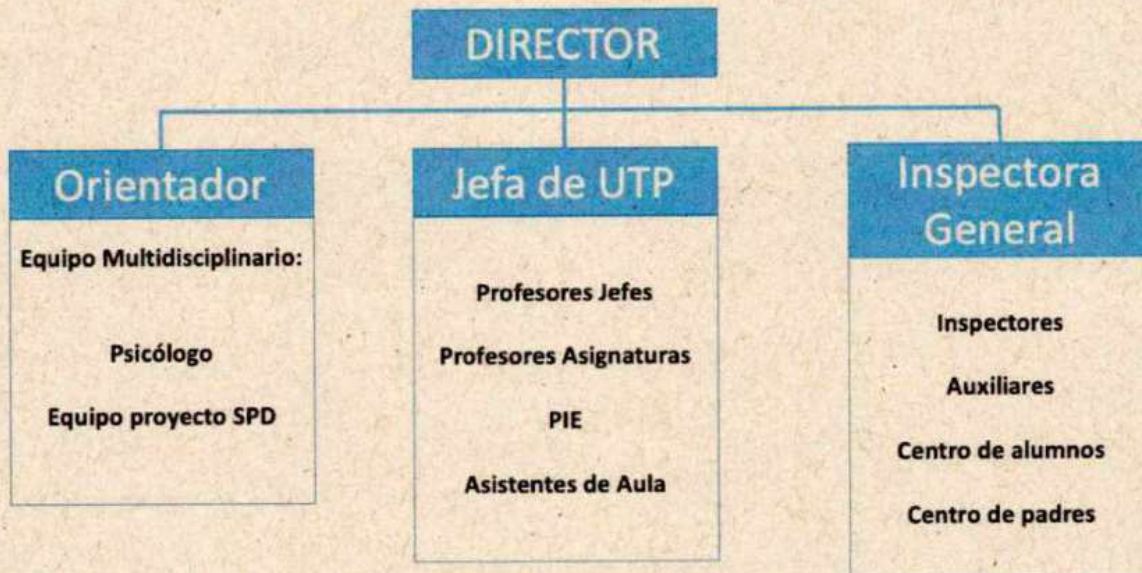 DIRECTOR
Orientador
Equipo Multidisciplinario:
Psicólogo
Equipo proyecto SPD
Jefa de UTP
Profesores Jefes
Profesores Asignaturas
PIE
Asistentes de Aula
Inspectora
General
Inspectores
Auxiliares
Centro de alumnos
Centro de padres